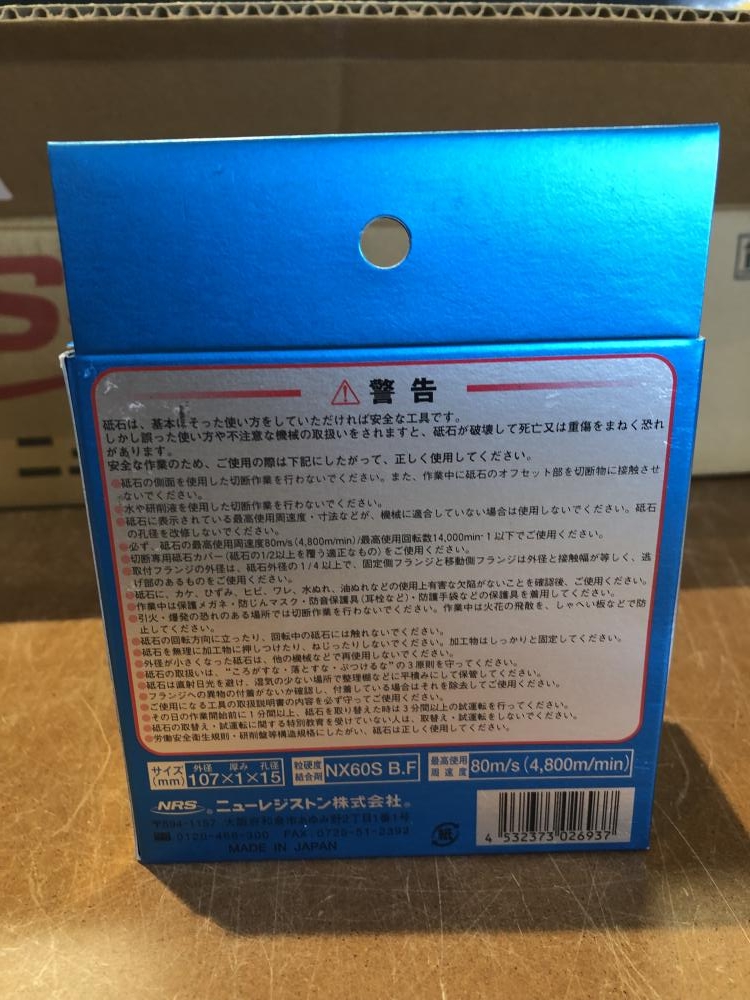 警告
砥石は、基本にそった使い方をしていただければ安全な工具です。
しかし誤った使い方や不注意な機械の取扱いをされますと、砥石が破壊して死亡又は重傷をまねく恐れ
があります。
安全な作業のため、ご使用の際は下記にしたがって、正しく使用してください。
●砥石の側面を使用した切断作業を行わないでください。また、作業中に砥石のオフセット部を切断物に接触させ
ないでください。
●水や研削液を使用した切断作業を行わないでください。
●砥石に表示されている最高使用周速度・寸法などが、機械に適合していない場合は使用しないでください。砥石
の孔径を改修しないでください。
●必ず、砥石の最高使用周速度80m/s(4,800m/min)/最高使用回転数14,000min-1以下でご使用ください。
●切断専用砥石カバー(砥石の1/2以上を覆う適正なもの)をご使用ください。
●取付フランジの外径は、砥石外径の1/4以上で、固定側フランジと移動側フランジは外径と接触幅が等しく、逃
げ部のあるものをご使用ください。
●砥石に、カケ、ひずみ、ヒビ、ワレ、水ぬれ、油ぬれなどの使用上有害な欠陥がないことを確認後、ご使用ください。
●作業中は保護メガネ・防じんマスク・防音保護具(耳栓など)・防護手袋などの保護具を着用してください。
●引火・爆発の恐れのある場所では切断作業を行わないでください。作業中は火花の飛散を、しゃへい板などで防
止してください。
●砥石の回転方向に立ったり、回転中の砥石には触れないでください。
●砥石を無理に加工物に押しつけたり、ねじったりしないでください。加工物はしっかりと固定してください。
●外径が小さくなった砥石は、他の機械などで再使用しないでください。
●砥石の取扱いは、"ころがすな・落とすな・ぶつけるな"の3原則を守ってください。
●砥石は直射日光を避け、湿気の少ない場所で整理棚などに平積みにして保管してください。
●フランジへの異物の付着がないか確認し、付着している場合はそれを除去してご使用ください。
●ご使用になる工具の取扱説明書の内容を必ず守ってご使用ください。
●その日の作業開始前に1分間以上、砥石を取り替えた時は3分間以上の試運転を行ってください。
●砥石の取替え・試運転に関する特別教育を受けていない人は、取替え・試運転をしないでください。
●労働安全衛生規則・研削盤等構造規格にしたがい、砥石は正しく使用してください。
サイズ(mm) 外径 厚み 孔径 107×1×15 粒硬度 結合剤 NX60S B.F 最高使用周速度 80m/s (4,800m/min)
NRS ニューレジストン株式会社®
〒594-1157 大阪府和泉市あゆみ野2丁目1番1号
0120-466-300 FAX 0725-51-2392
MADE IN JAPAN
紙
4 532373 026937
S